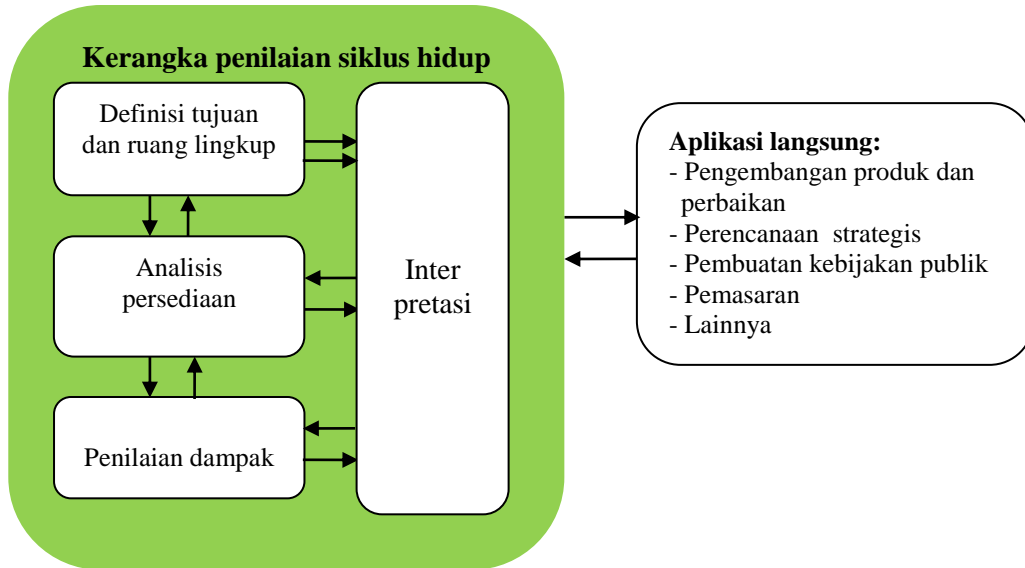 Kerangka penilaian siklus hidup
Definisi tujuan
dan ruang lingkup
Analisis
persediaan
Penilaian dampak
Inter
pretasi
Aplikasi langsung:
- Pengembangan produk dan
perbaikan
- Perencanaan strategis
- Pembuatan kebijakan publik
- Pemasaran
- Lainnya